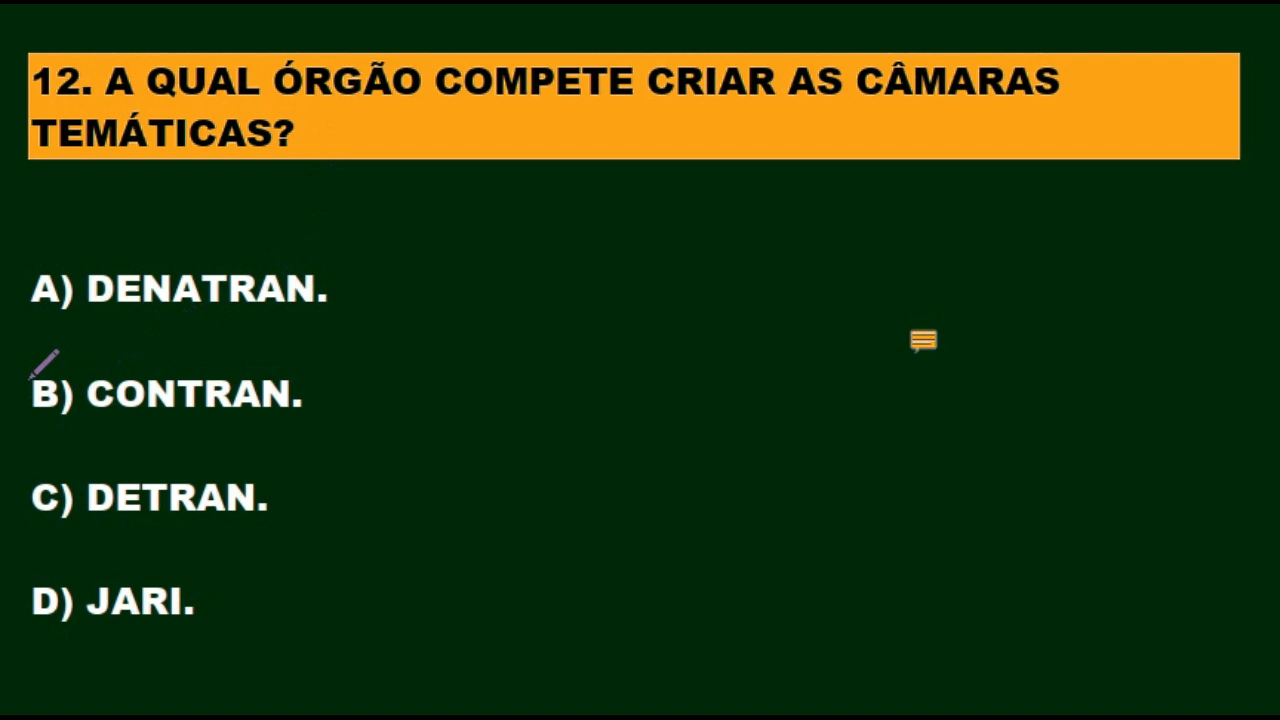 12. A QUAL ÓRGÃO COMPETE CRIAR AS CÂMARAS
TEMÁTICAS?
A) DENATRAN.
B) CONTRAN.
C) DETRAN.
D) JARI.